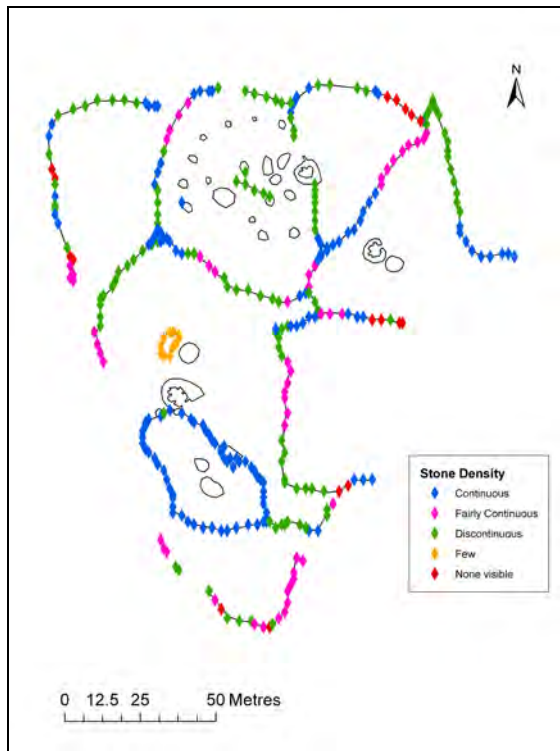 N
Stone Density
Continuous
Fairly Continuous
Discontinuous
Few
None visible
0 12.5 25 50 Metres